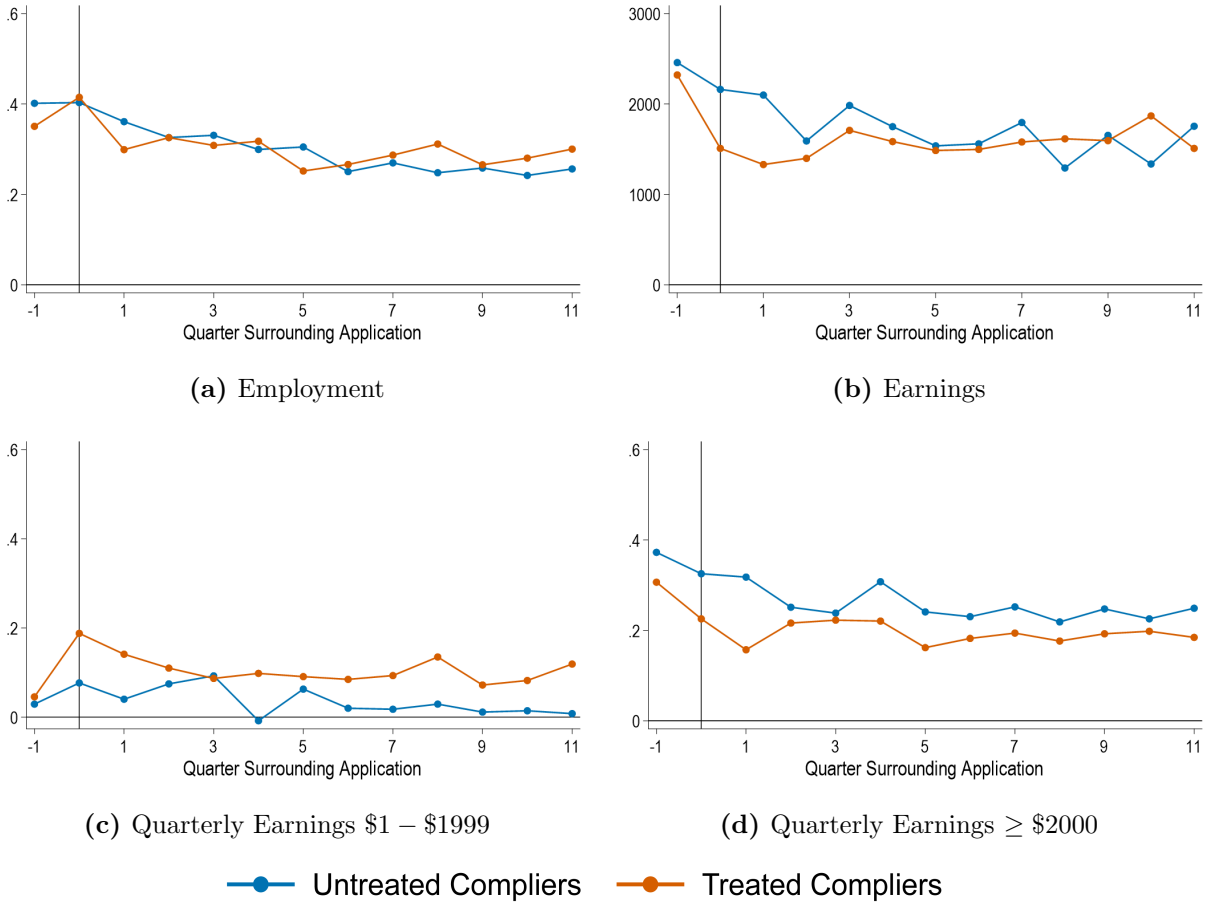 .6
.4
.2
0
-1 1 3 5 7 9 11
Quarter Surrounding Application
(a) Employment
3000
2000
1000
0
-1 1 3 5 7 9 11
Quarter Surrounding Application
(b) Earnings
.6
.4
.2
0
-1 1 3 5 7 9 11
Quarter Surrounding Application
(c) Quarterly Earnings $1 − $1999
.6
.4
.2
0
-1 1 3 5 7 9 11
Quarter Surrounding Application
(d) Quarterly Earnings ≥ $2000
Untreated Compliers Treated Compliers